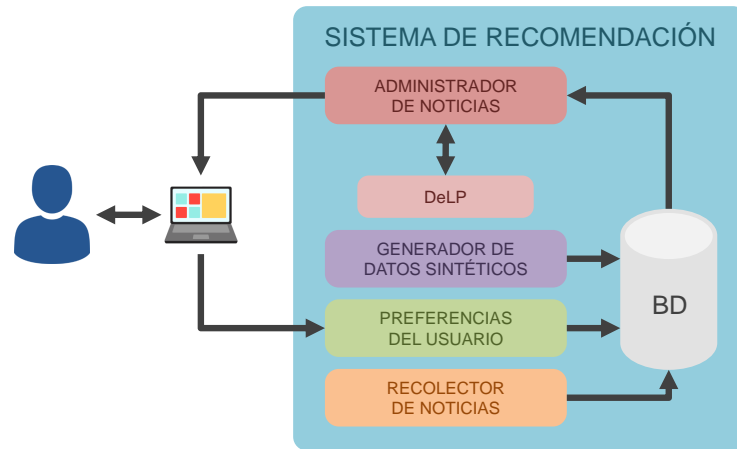 SISTEMA DE RECOMENDACIÓN
ADMINISTRADOR
DE NOTICIAS
DeLP
GENERADOR DE
DATOS SINTÉTICOS
PREFERENCIAS
DEL USUARIO
RECOLECTOR
DE NOTICIAS
BD